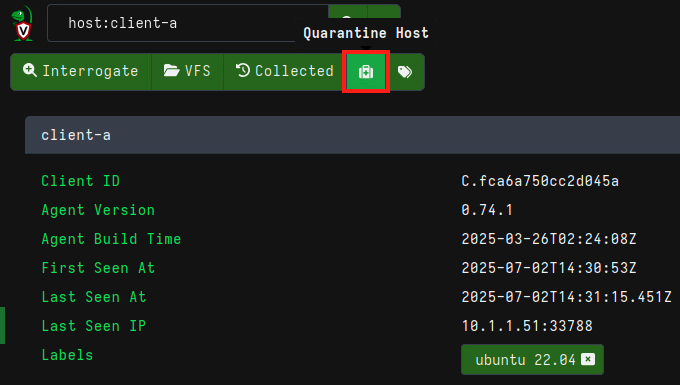 host:client-a
Quarantine Host
Interrogate VFS Collected
client-a
Client ID C.fca6a750cc2d045a
Agent Version 0.74.1
Agent Build Time 2025-03-26T02:24:08Z
First Seen At 2025-07-02T14:30:53Z
Last Seen At 2025-07-02T14:31:15.451Z
Last Seen IP 10.1.1.51:33788
Labels ubuntu 22.04